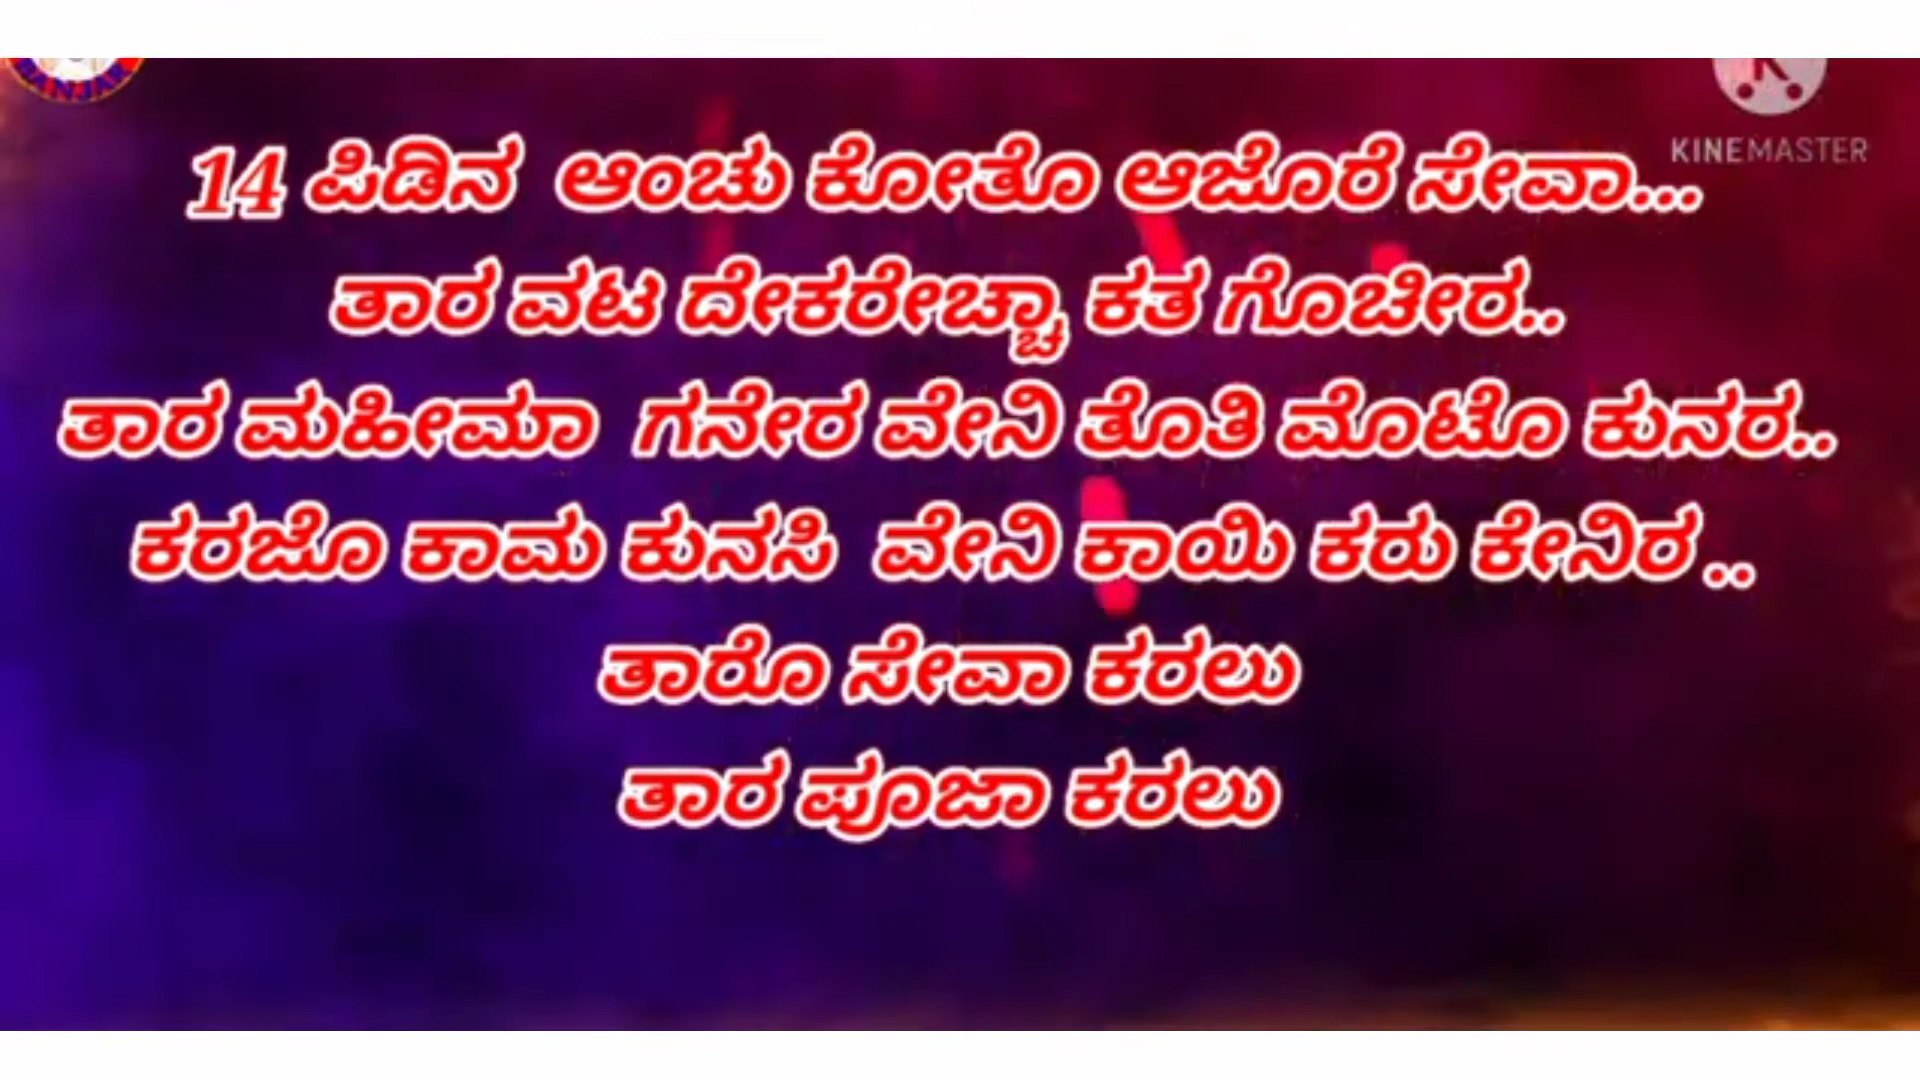 KINEMASTER
14 ಪಿಡಿನ ಆಂಚು ಕೋತೊ ಆಜೊರೆ ಸೇವಾ...
ತಾರ ವಟ ದೇಕರೇಚ್ಚಾ ಕತ ಗೊಚೀರ..
ತಾರ ಮಹೀಮಾ ಗನೇರ ವೇನಿ ತೊತಿ ಮೊಟೊ ಕುನರ..
ಕರಜೊ ಕಾಮ ಕುನಸಿ ವೇನಿ ಕಾಯಿ ಕರು ಕೇನಿರ..
ತಾರೊ ಸೇವಾ ಕರಲು
ತಾರ ಪೂಜಾ ಕರಲು